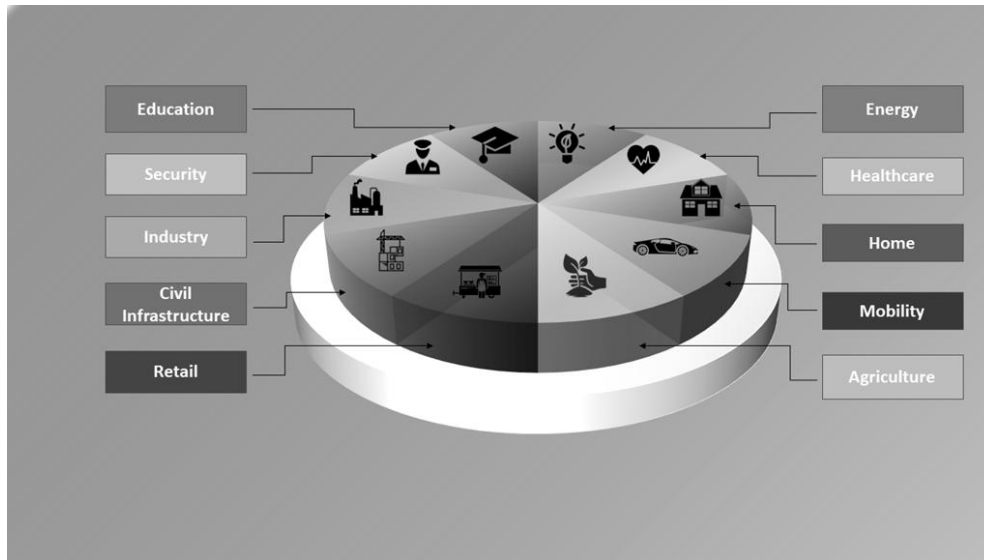 Education
Security
Industry
Civil
Infrastructure
Retail
Energy
Healthcare
Home
Mobility
Agriculture